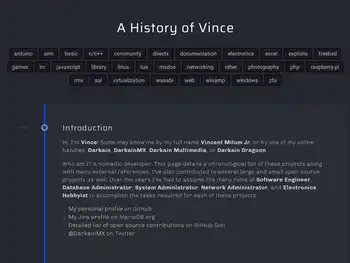 A History of Vince
arduino arm basic c/c++ community directx documentation electronics excel exploits freebsd
games irc javascript library linux lua msdos networking other photography php raspberry-pi
rmx sql virtualization wasabi web winamp windows zfs
Introduction
Hi, I'm Vince! Some may know me by my full name Vincent Milum Jr. or by one of my online
handles: Darkain, DarkainMX, Darkain Multimedia, or Darkain Dragoon
Who am I? A nomadic developer. This page details a chronological list of these projects along
with many external references. I've also contributed to several large and small open source
projects as well. Over the years I've had to assume the many roles of Software Engineer,
Database Administrator, System Administrator, Network Administrator, and Electronics
Hobbyist to accomplish the tasks required for each of these projects.
My personal profile on GitHub
My Jira profile on MariaDB.org
Detailed list of open source contributions on GitHub Gist
@DarkainMX on Twitter